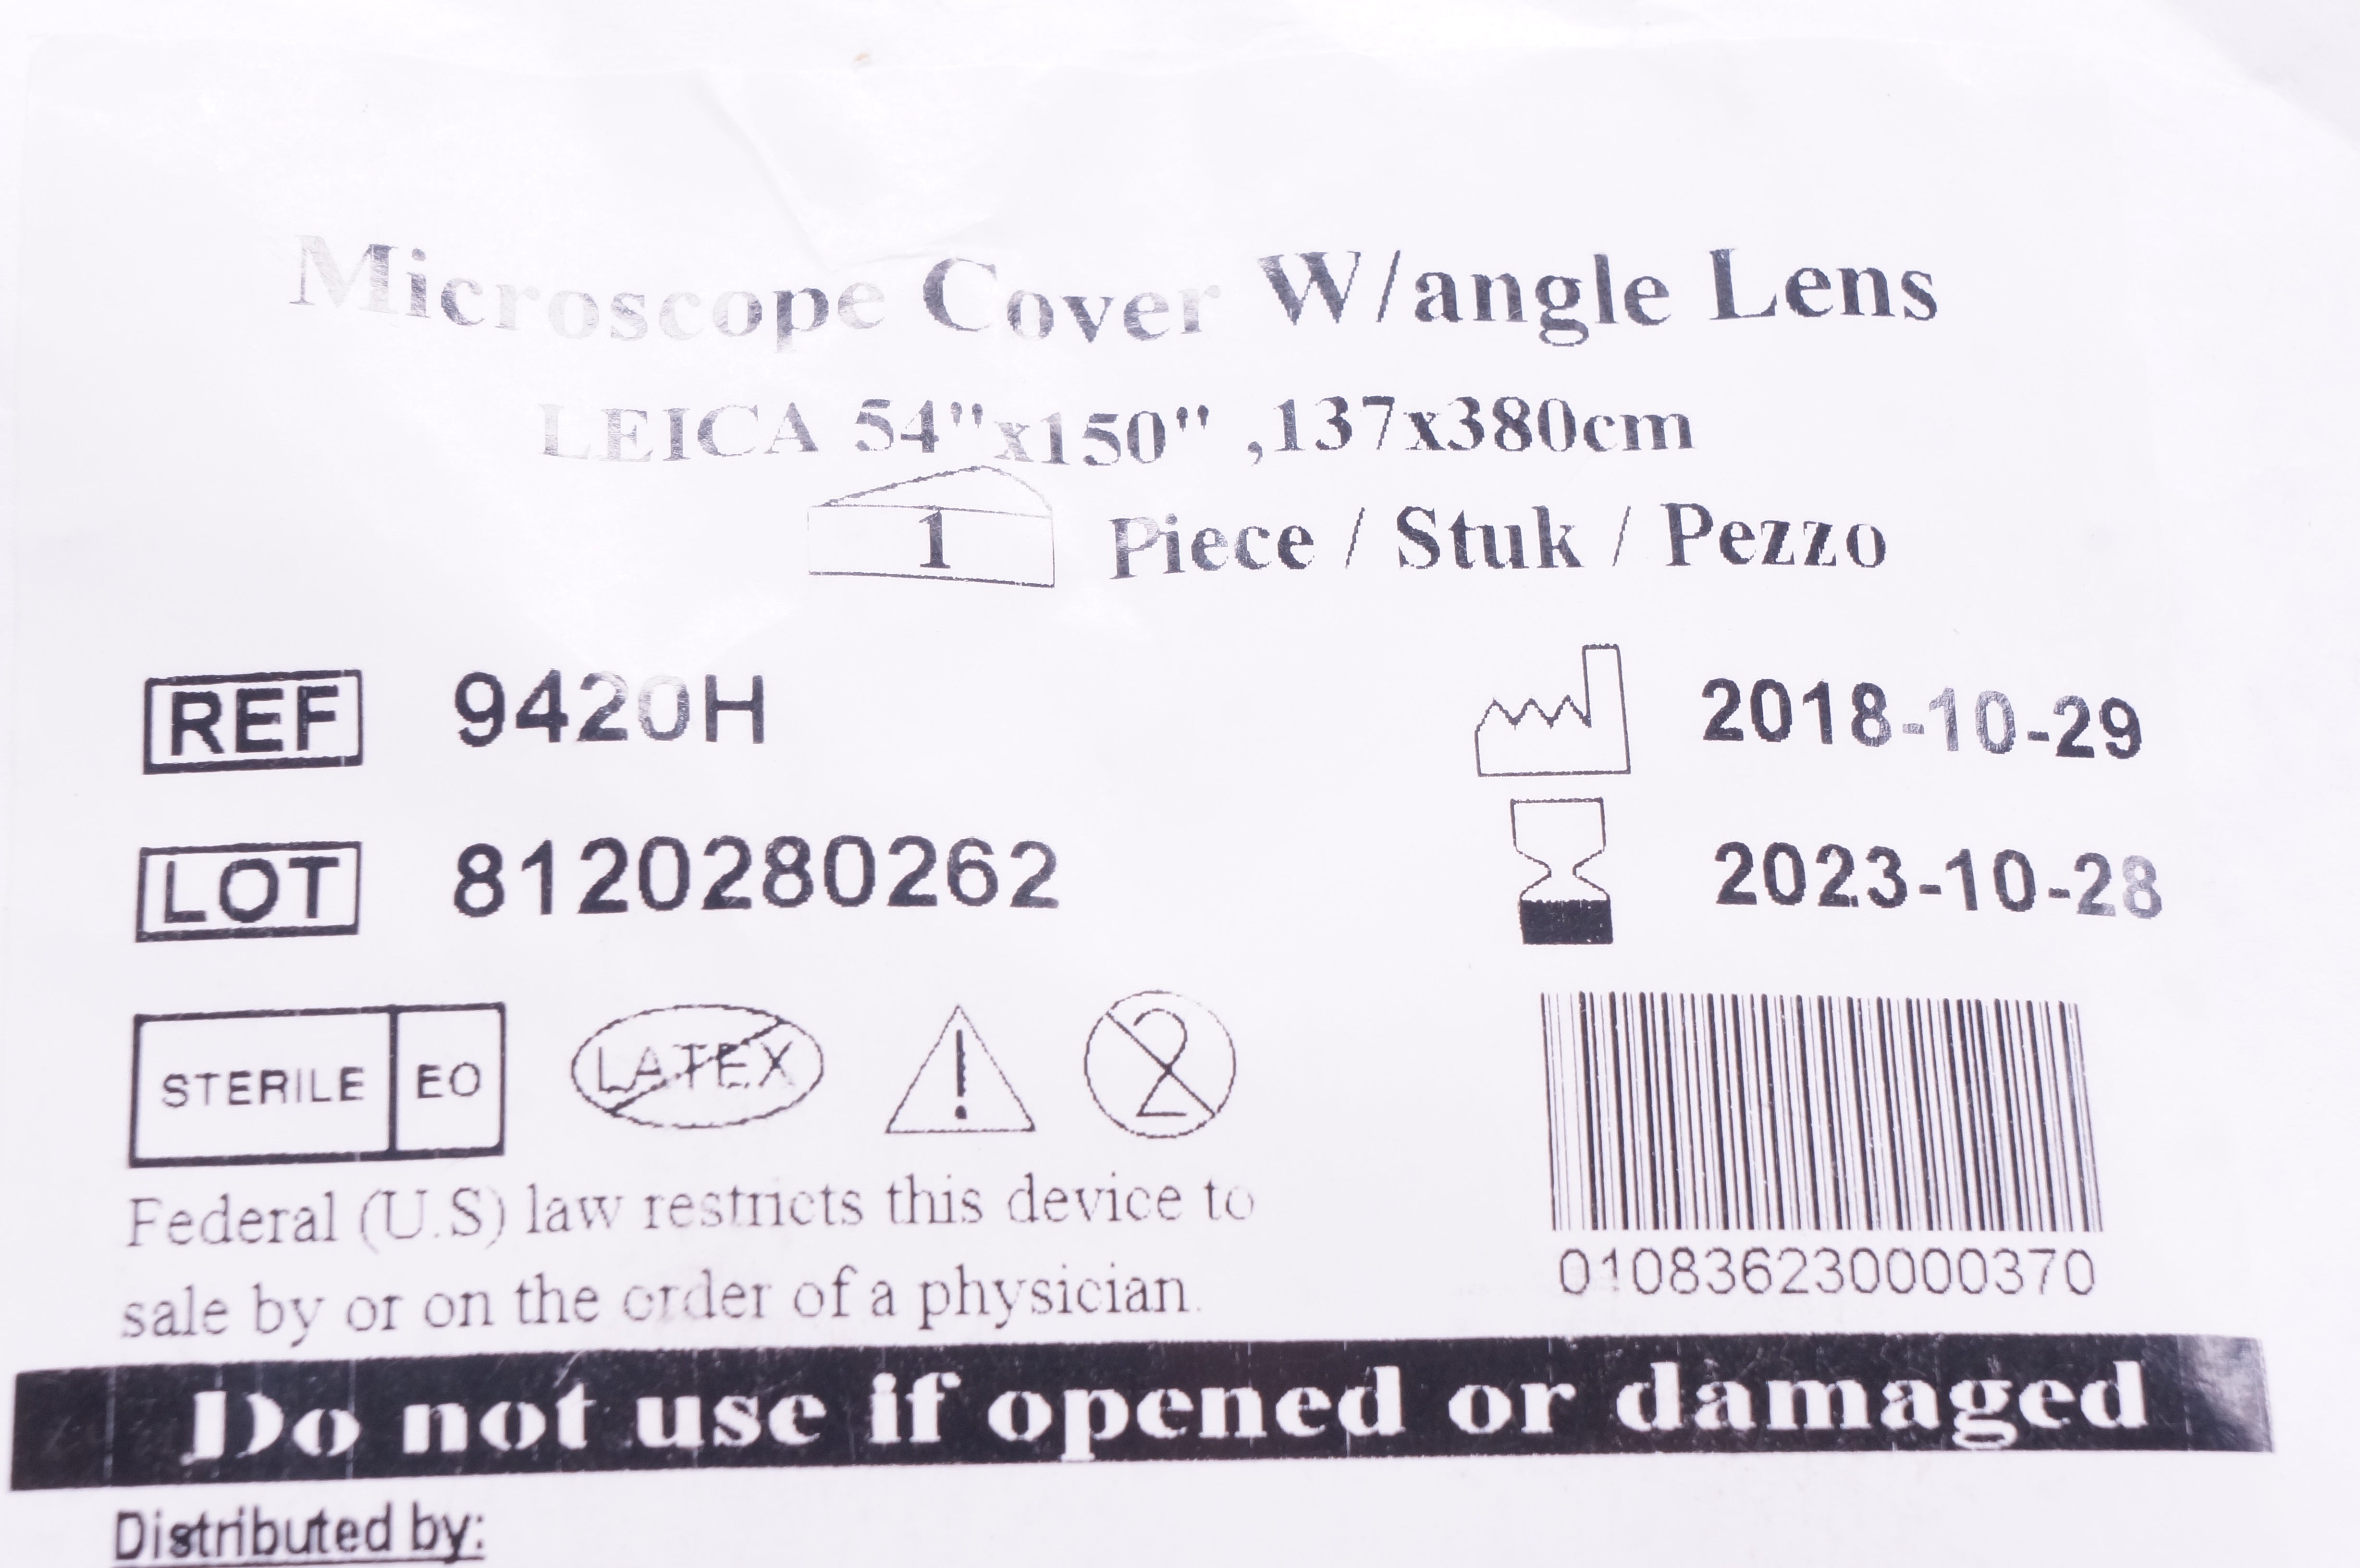 Microscope Cover W/angle Lens
LEICA 54"x150" ,137x380cm
1 Piece / Stuk / Pezzo
REF 9420H 2018-10-29
LOT 8120280262 2023-10-28
STERILE EO LATEX ! 2
Federal (U.S) law restricts this device to
sale by or on the order of a physician.
010836230000370
Do not use if opened or damaged
Distributed by: